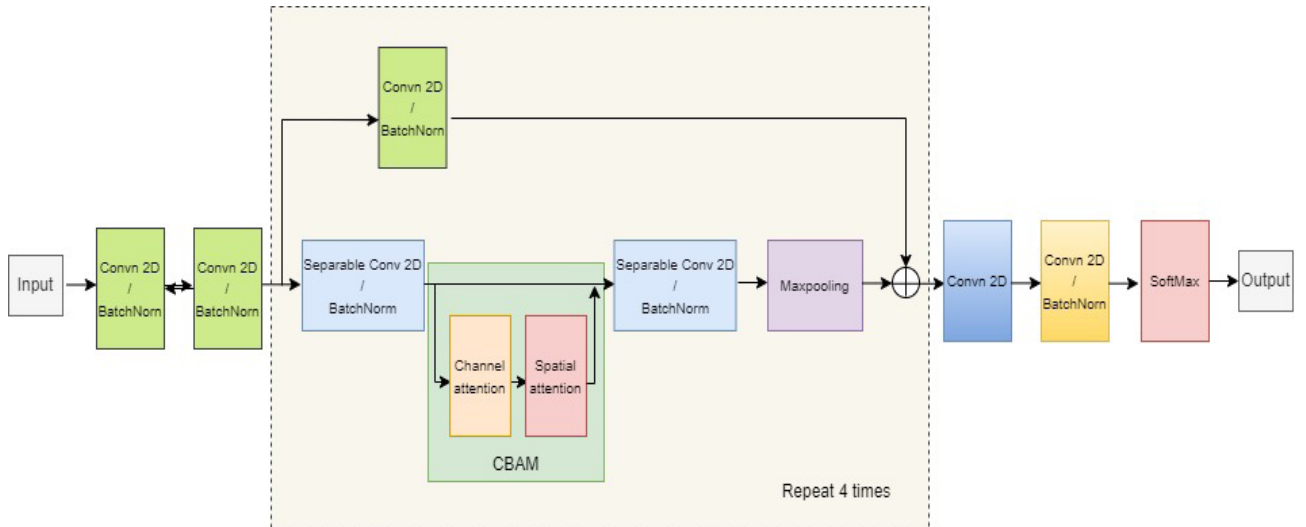 Input
Convn 2D
/
BatchNorn
Convn 2D
/
BatchNorn
Convn 2D
/
BatchNorn
Separable Conv 2D
/
BatchNorm
Channel
attention
Spatial
attention
CBAM
Separable Conv 2D
/
BatchNorm
Maxpooling
Repeat 4 times
Convn 2D
Convn 2D
/
BatchNorn
SoftMax
Output